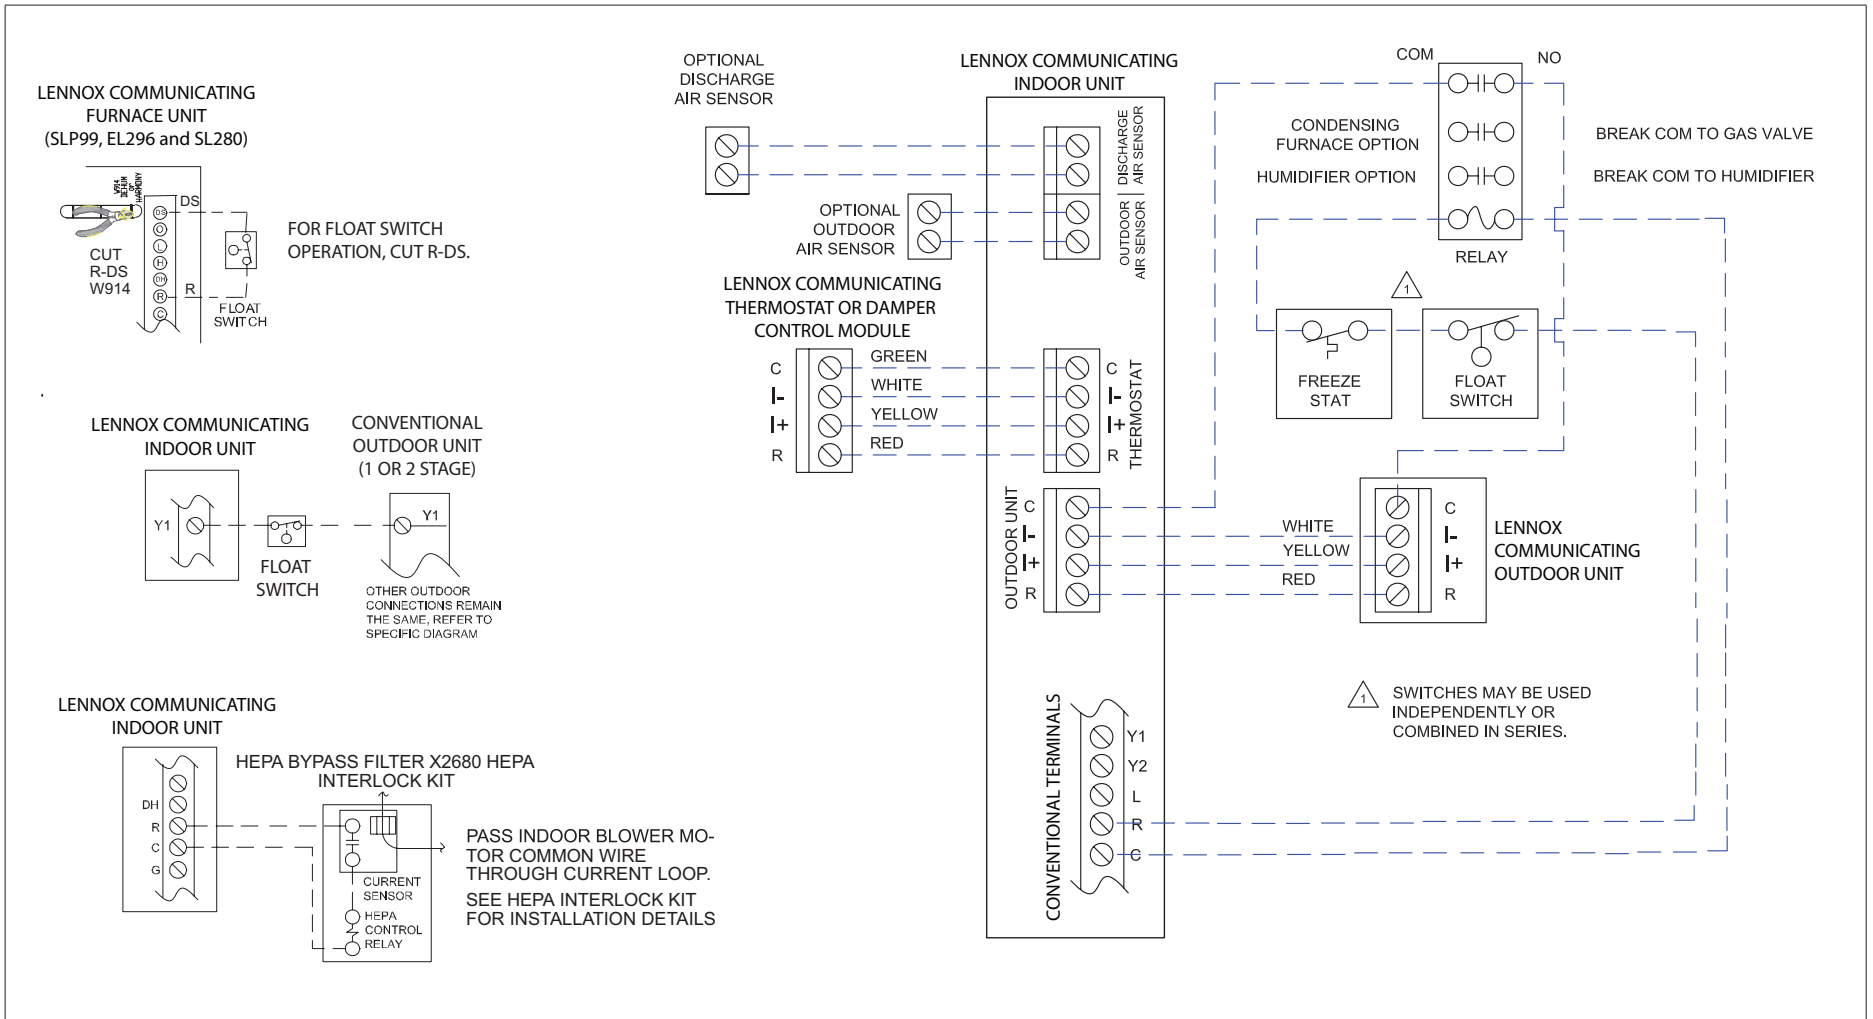 LENNOX COMMUNICATING
FURNACE UNIT
(SLP99, EL296 and SL280)
W914
DEHUM
OR
HARMONY
DS
DS
O
L
H
DH
R
C
CUT
R-DS
W914
R
FLOAT
SWITCH
FOR FLOAT SWITCH
OPERATION, CUT R-DS.
LENNOX COMMUNICATING
INDOOR UNIT
Y1
FLOAT
SWITCH
CONVENTIONAL
OUTDOOR UNIT
(1 OR 2 STAGE)
Y1
OTHER OUTDOOR
CONNECTIONS REMAIN
THE SAME, REFER TO
SPECIFIC DIAGRAM
LENNOX COMMUNICATING
INDOOR UNIT
DH
R
C
G
HEPA BYPASS FILTER X2680 HEPA
INTERLOCK KIT
CURRENT
SENSOR
HEPA
CONTROL
RELAY
PASS INDOOR BLOWER MO-
TOR COMMON WIRE
THROUGH CURRENT LOOP.
SEE HEPA INTERLOCK KIT
FOR INSTALLATION DETAILS
OPTIONAL
DISCHARGE
AIR SENSOR
OPTIONAL
OUTDOOR
AIR SENSOR
LENNOX COMMUNICATING
THERMOSTAT OR DAMPER
CONTROL MODULE
C
I-
I+
R
GREEN
WHITE
YELLOW
RED
LENNOX COMMUNICATING
INDOOR UNIT
DISCHARGE
AIR SENSOR
OUTDOOR
AIR SENSOR
C
I-
I+
R
THERMOSTAT
OUTDOOR UNIT
C
I-
I+
R
CONVENTIONAL TERMINALS
Y1
Y2
L
R
C
COM
NO
CONDENSING
FURNACE OPTION
BREAK COM TO GAS VALVE
HUMIDIFIER OPTION
BREAK COM TO HUMIDIFIER
RELAY
1
FREEZE
STAT
FLOAT
SWITCH
WHITE
YELLOW
RED
C
I-
I+
R
LENNOX
COMMUNICATING
OUTDOOR UNIT
1
SWITCHES MAY BE USED
INDEPENDENTLY OR
COMBINED IN SERIES.